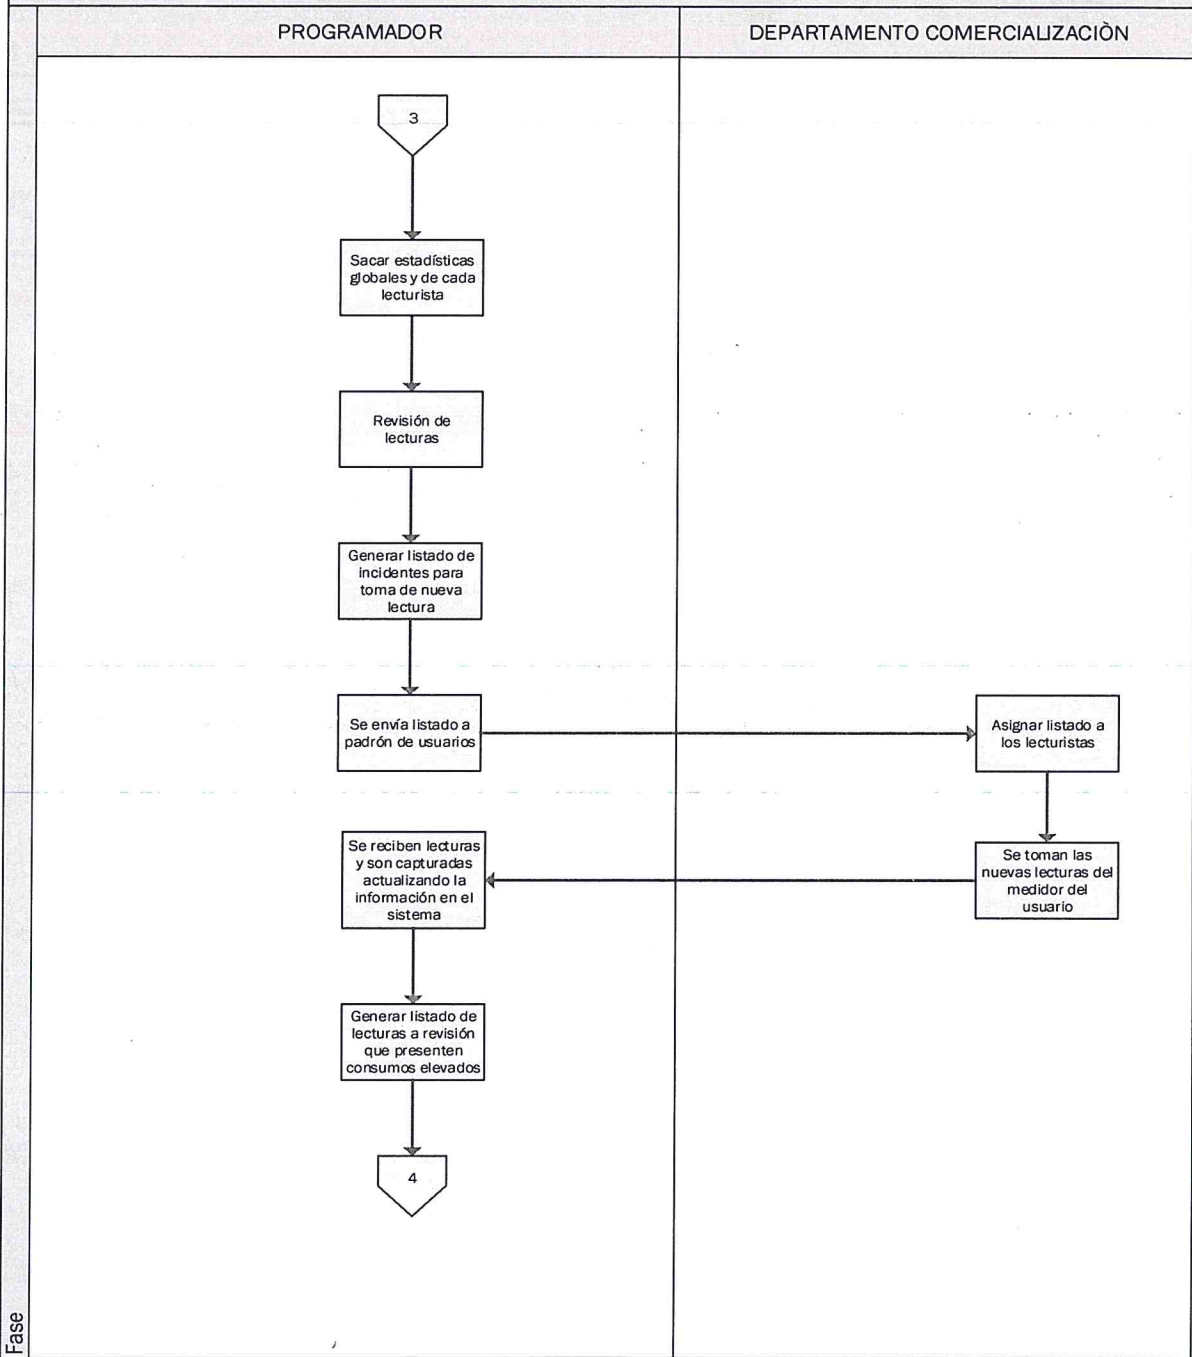 PROGRAMADOR
DEPARTAMENTO COMERCIALIZACIÒN
3
Sacar estadísticas
globales y de cada
lecturista
Revisión de
lecturas
Generar listado de
incidentes para
toma de nueva
lectura
Se envía listado a
padrón de usuarios
Asignar listado a
los lecturistas
Se toman las
nuevas lecturas del
medidor del
usuario
Se reciben lecturas
y son capturadas
actualizando la
información en el
sistema
Generar listado de
lecturas a revisión
que presenten
consumos elevados
4
Fase